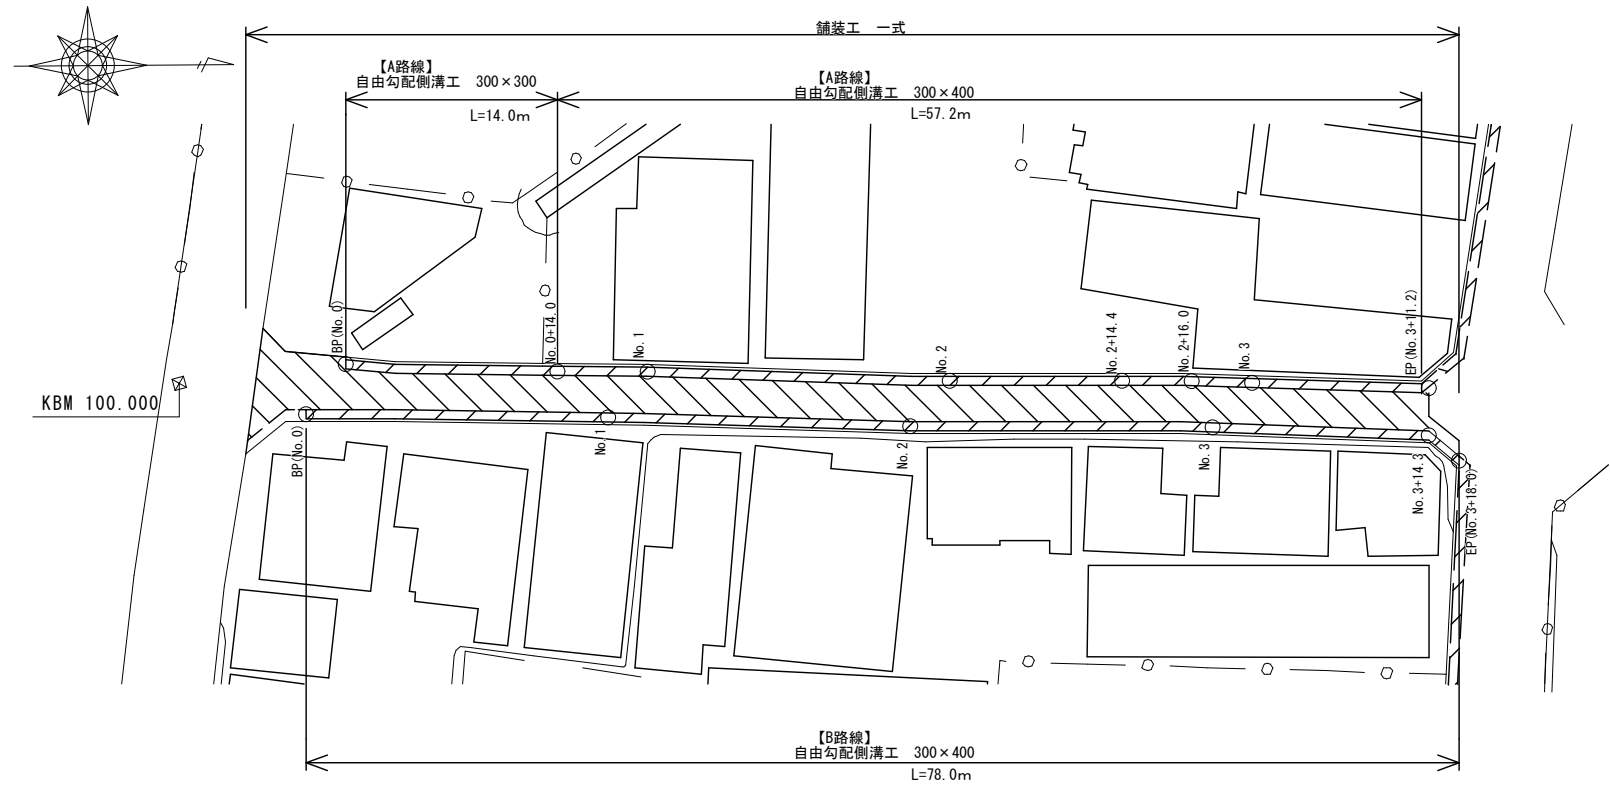 舗装工　一式
【A路線】
自由勾配側溝工　300×300
L=14.0m
【A路線】
自由勾配側溝工　300×400
L=57.2m
KBM 100.000
BP(No.0)
No.0+14.0
No.1
No.2
No.2+14.4
No.2+16.0
No.3
EP(No.3+11.2)
BP(No.0)
No.1
No.2
No.3
No.3+14.3
EP(No.3+18.0)
【B路線】
自由勾配側溝工　300×400
L=78.0m